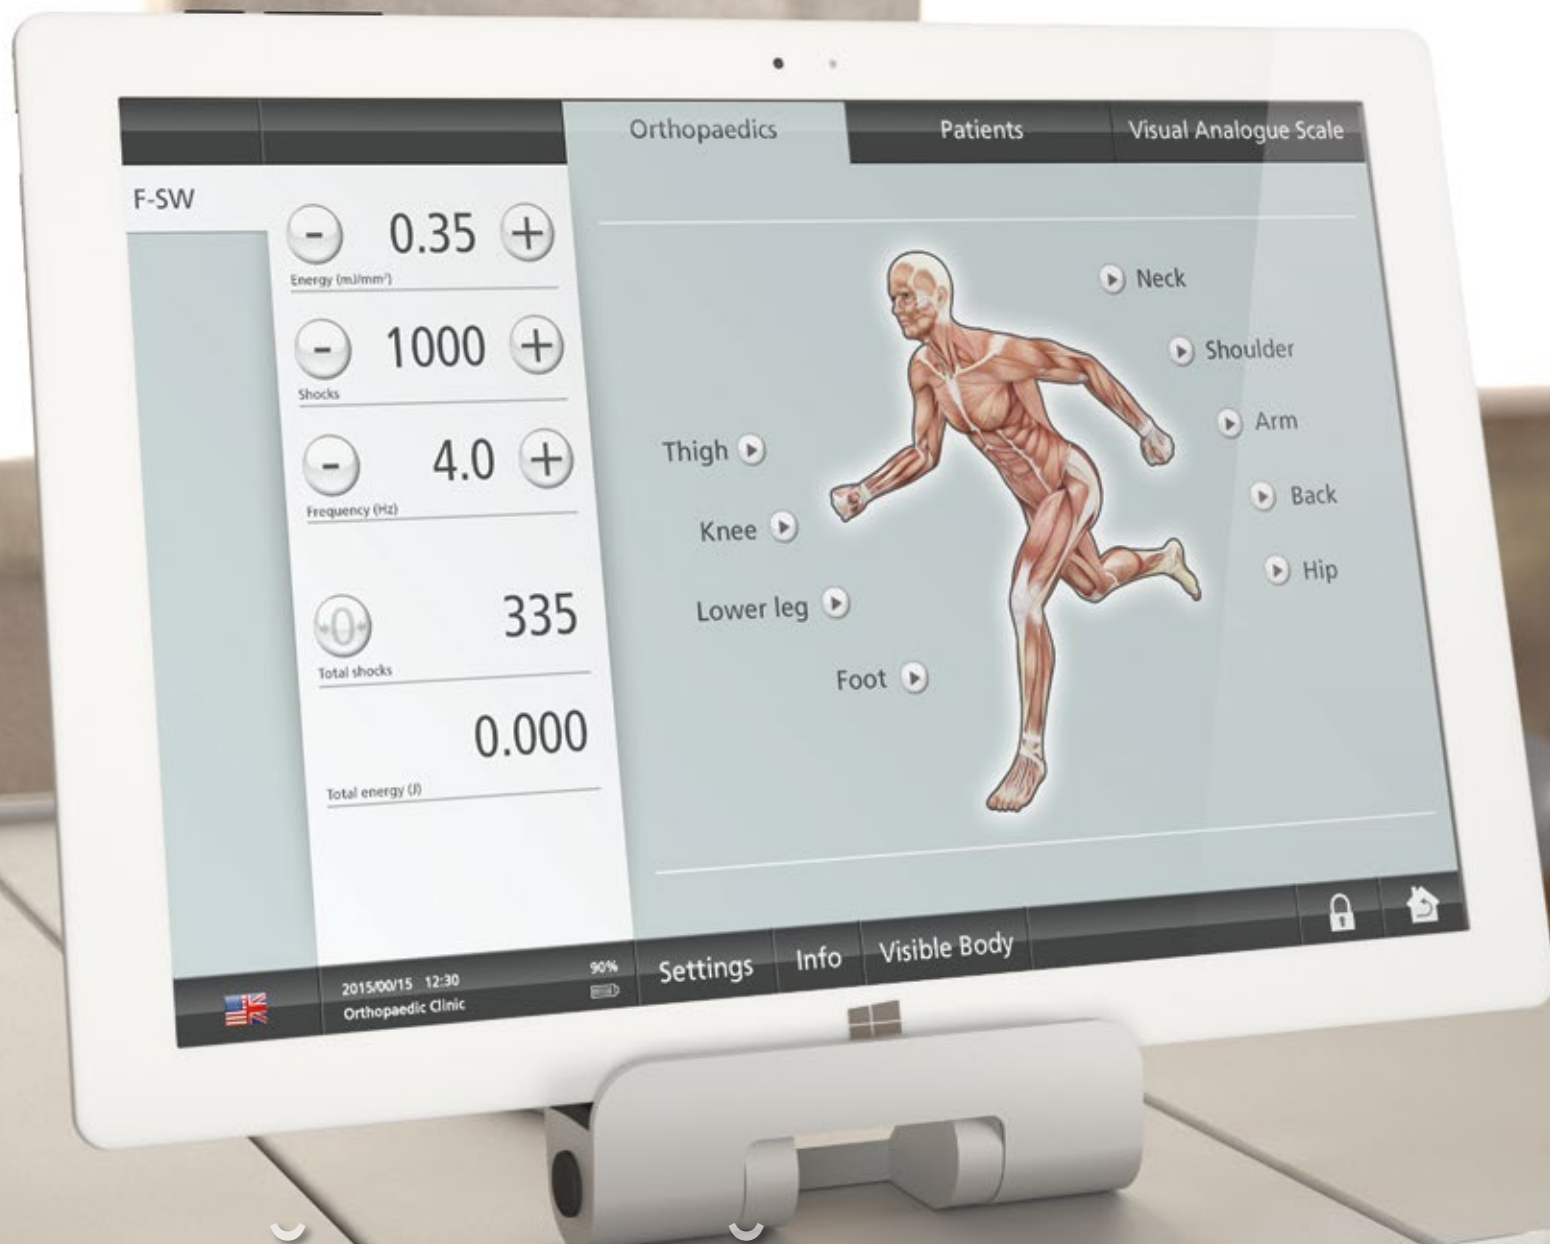 Orthopaedics
Patients
Visual Analogue Scale
F-SW
- 0.35 +
Energy (mJ/mm²)
- 1000 +
Shocks
- 4.0 +
Frequency (Hz)
0 335
Total shocks
0.000
Total energy (J)
Neck
Shoulder
Arm
Back
Hip
Thigh
Knee
Lower leg
Foot
2015/00/15 12:30
Orthopaedic Clinic
90%
Settings
Info
Visible Body